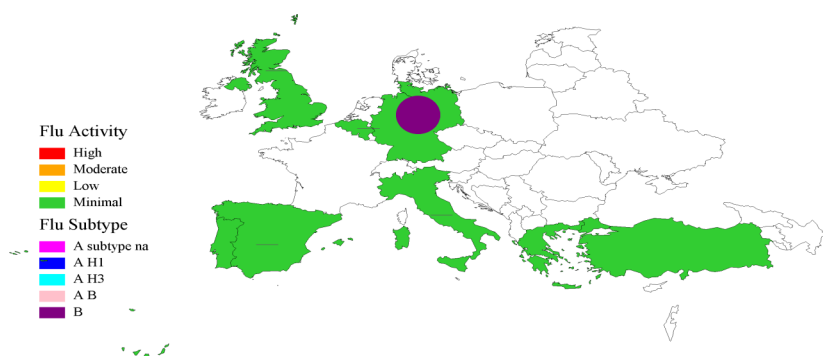 Flu Activity
High
Moderate
Low
Minimal
Flu Subtype
A subtype na
A H1
A H3
A B
B